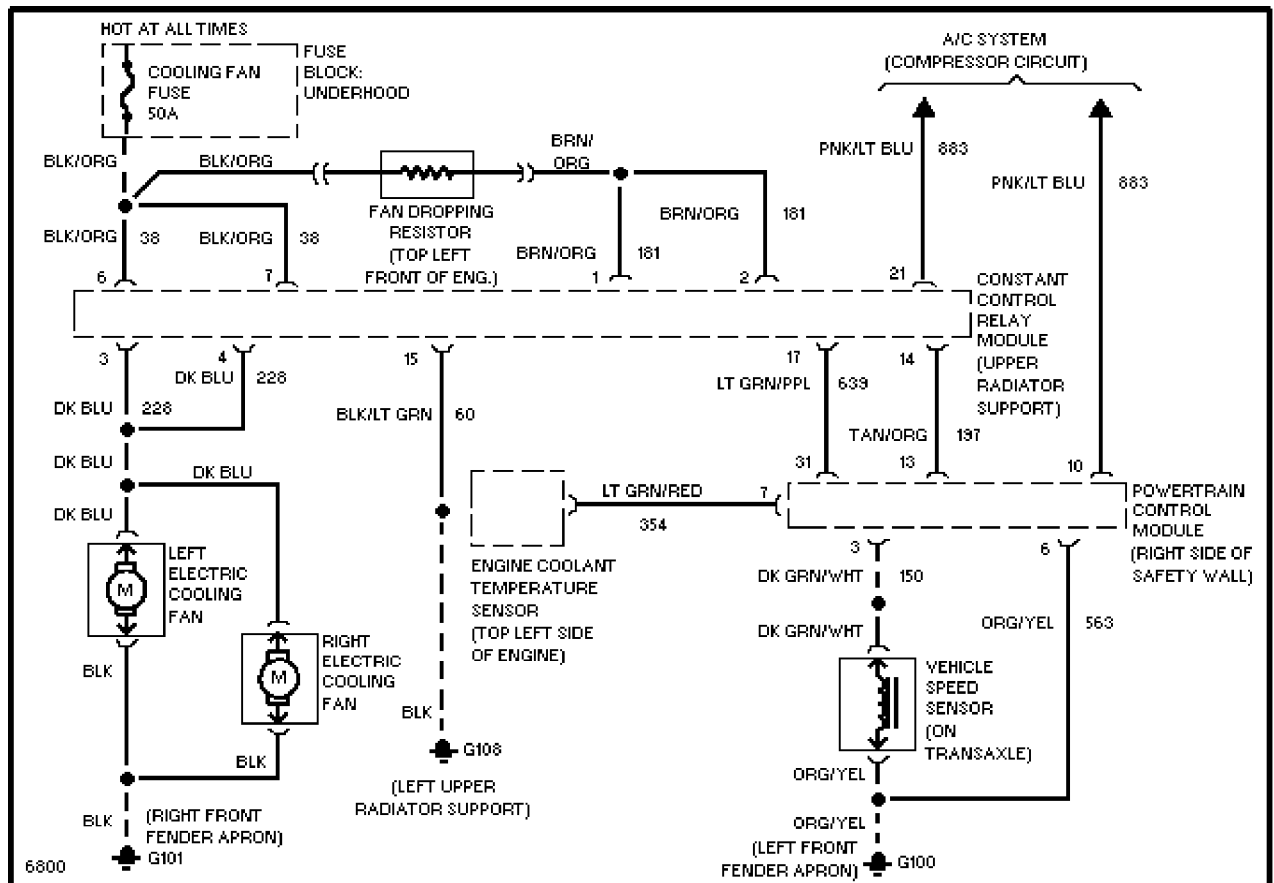 HOT AT ALL TIMES
COOLING FAN
FUSE
50A
FUSE
BLOCK:
UNDERHOOD
A/C SYSTEM
(COMPRESSOR CIRCUIT)
BLK/ORG
BLK/ORG
BRN/
ORG
PNK/LT BLU
883
PNK/LT BLU
883
FAN DROPPING
RESISTOR
(TOP LEFT
FRONT OF ENG.)
BRN/ORG
181
BLK/ORG
38
BLK/ORG
38
BRN/ORG
181
6
7
1
2
21
CONSTANT
CONTROL
RELAY
MODULE
(UPPER
RADIATOR
SUPPORT)
3
4
15
17
14
DK BLU
228
LT GRN/PPL
639
DK BLU
228
BLK/LT GRN
60
TAN/ORG
197
DK BLU
DK BLU
31
13
10
LT GRN/RED
7
354
POWERTRAIN
CONTROL
MODULE
(RIGHT SIDE OF
SAFETY WALL)
DK BLU
LEFT
ELECTRIC
COOLING
FAN
M
ENGINE COOLANT
TEMPERATURE
SENSOR
(TOP LEFT SIDE
OF ENGINE)
3
6
DK GRN/WHT
150
DK GRN/WHT
ORG/YEL
563
RIGHT
ELECTRIC
COOLING
FAN
M
BLK
VEHICLE
SPEED
SENSOR
(ON
TRANSAXLE)
BLK
BLK
G108
(LEFT UPPER
RADIATOR SUPPORT)
ORG/YEL
BLK
(RIGHT FRONT
FENDER APRON)
G101
ORG/YEL
(LEFT FRONT
FENDER APRON)
G100
6800